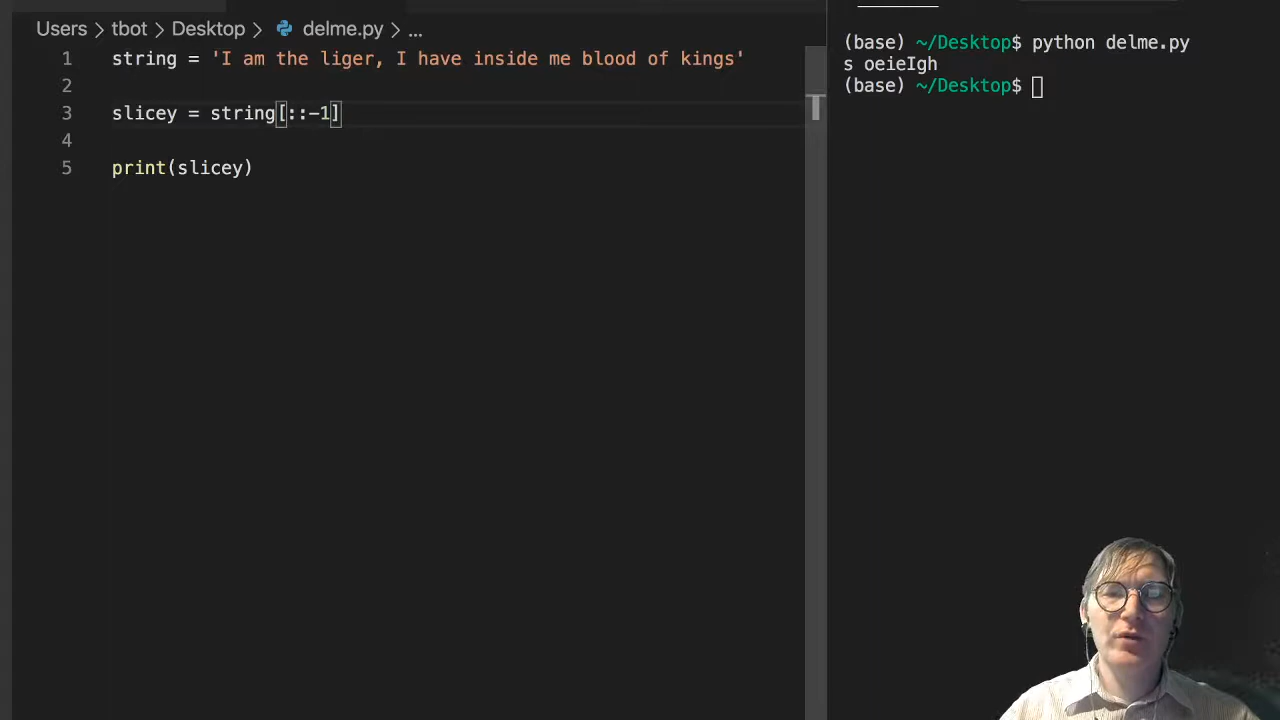 Users > tbot > Desktop > delme.py > ...
1 string = 'I am the liger, I have inside me blood of kings'
2
3 slicey = string[::-1]
4
5 print(slicey)
(base) ~/Desktop$ python delme.py
s oeieIgh
(base) ~/Desktop$